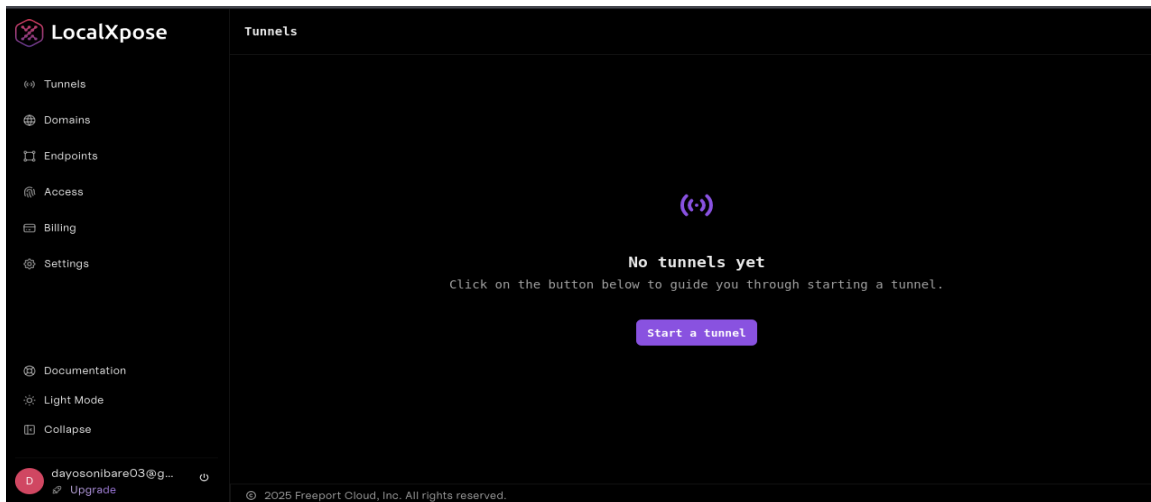 LocalXpose
Tunnels
Domains
Endpoints
Access
Billing
Settings
Documentation
Light Mode
Collapse
D
dayosonibare03@g...
Upgrade
Tunnels
No tunnels yet
Click on the button below to guide you through starting a tunnel.
Start a tunnel
© 2025 Freeport Cloud, Inc. All rights reserved.